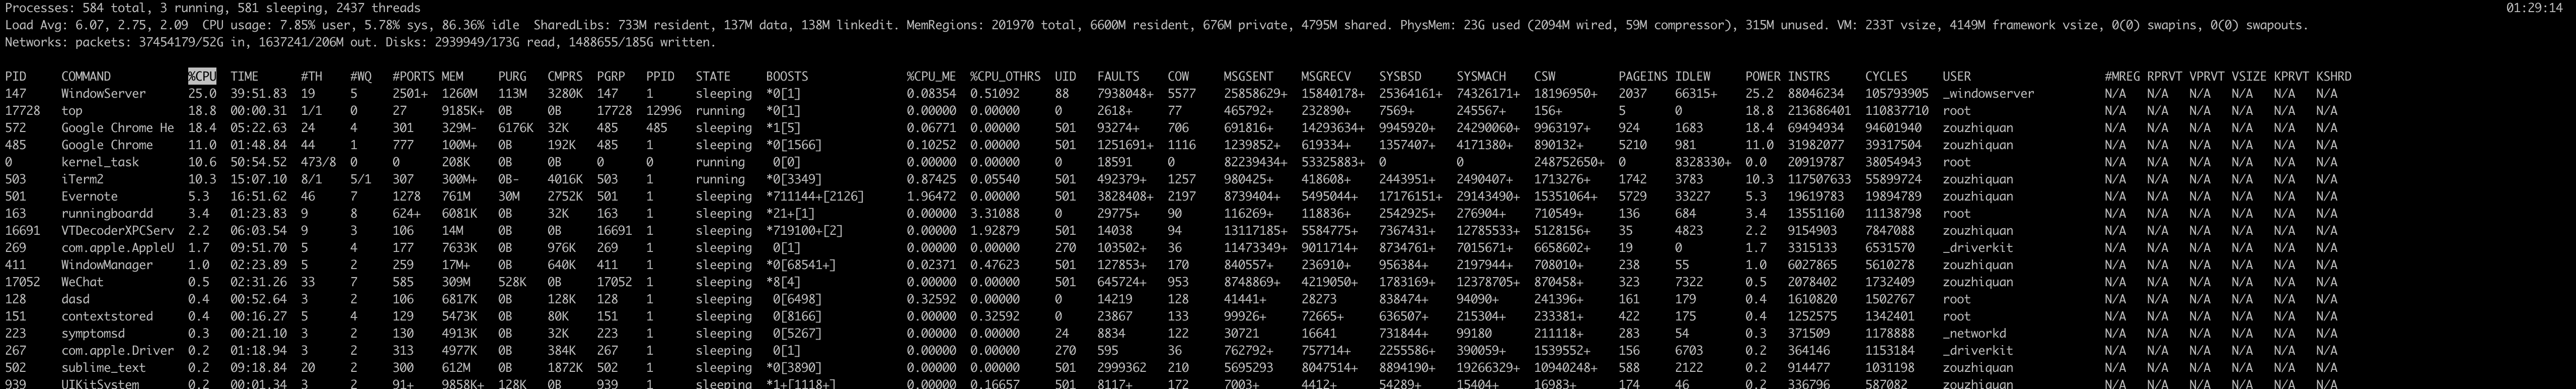 Processes: 584 total, 3 running, 581 sleeping, 2437 threads 01:29:14
Load Avg: 6.07, 2.75, 2.09 CPU usage: 7.85% user, 5.78% sys, 86.36% idle SharedLibs: 733M resident, 137M data, 138M linkedit. MemRegions: 201970 total, 6600M resident, 676M private, 4795M shared. PhysMem: 23G used (2094M wired, 59M compressor), 315M unused. VM: 233T vsize, 4149M framework vsize, 0(0) swapins, 0(0) swapouts.
Networks: packets: 37454179/52G in, 1637241/206M out. Disks: 2939949/173G read, 1488655/185G written.
PID COMMAND %CPU TIME #TH #WQ #PORTS MEM PURG CMPRS PGRP PPID STATE BOOSTS %CPU_ME %CPU_OTHRS UID FAULTS COW MSGSENT MSGRECV SYSBSD SYSMACH CSW PAGEINS IDLEW POWER INSTRS CYCLES USER #MREG RPRVT VPRVT VSIZE KPRVT KSHRD
147 WindowServer 25.0 39:51.83 19 5 2501+ 1260M 113M 3280K 147 1 sleeping *0[1] 0.08354 0.51092 88 7938048+ 5577 25858629+ 15840178+ 25364161+ 74326171+ 18196950+ 2037 66315+ 25.2 88046234 105793905 _windowserver N/A N/A N/A N/A N/A N/A
17728 top 18.8 00:00.31 1/1 0 27 9185K+ 0B 0B 17728 12996 running *0[1] 0.00000 0.00000 0 2618+ 77 465792+ 232890+ 7569+ 245567+ 156+ 5 0 18.8 213686401 110837710 root N/A N/A N/A N/A N/A N/A
572 Google Chrome He 18.4 05:22.63 24 4 301 329M- 6176K 32K 485 485 sleeping *1[5] 0.06771 0.00000 501 93274+ 706 691816+ 14293634+ 9945920+ 24290060+ 9963197+ 924 1683 18.4 69494934 94601940 zouzhiquan N/A N/A N/A N/A N/A N/A
485 Google Chrome 11.0 01:48.84 44 1 777 100M+ 0B 192K 485 1 sleeping *0[1566] 0.10252 0.00000 501 1251691+ 1116 1239852+ 619334+ 1357407+ 4171380+ 890132+ 5210 981 11.0 31982077 39317504 zouzhiquan N/A N/A N/A N/A N/A N/A
0 kernel_task 10.6 50:54.52 473/8 0 0 208K 0B 0B 0 0 running 0[0] 0.00000 0.00000 0 18591 0 82239434+ 53325883+ 0 0 248752650+ 0 8328330+ 0.0 20919787 38054943 root N/A N/A N/A N/A N/A N/A
503 iTerm2 10.3 15:07.10 8/1 5/1 307 300M+ 0B- 4016K 503 1 running *0[3349] 0.87425 0.05540 501 492379+ 1257 980425+ 418608+ 2443951+ 2490407+ 1713276+ 1742 3783 10.3 117507633 55899724 zouzhiquan N/A N/A N/A N/A N/A N/A
501 Evernote 5.3 16:51.62 46 7 1278 761M 30M 2752K 501 1 sleeping *711144+[2126] 1.96472 0.00000 501 3828408+ 2197 8739404+ 5495044+ 17176151+ 29143490+ 15351064+ 5729 33227 5.3 19619783 19894789 zouzhiquan N/A N/A N/A N/A N/A N/A
163 runningboardd 3.4 01:23.83 9 8 624+ 6081K 0B 32K 163 1 sleeping *21+[1] 0.00000 3.31088 0 29775+ 90 116269+ 118836+ 2542925+ 276904+ 710549+ 136 684 3.4 13551160 11138798 root N/A N/A N/A N/A N/A N/A
16691 VTDecoderXPCServ 2.2 06:03.54 9 3 106 14M 0B 0B 16691 1 sleeping *719100+[2] 0.00000 1.92879 501 14038 94 13117185+ 5584775+ 7367431+ 12785533+ 5128156+ 35 4823 2.2 9154903 7847088 zouzhiquan N/A N/A N/A N/A N/A N/A
269 com.apple.AppleU 1.7 09:51.70 5 4 177 7633K 0B 976K 269 1 sleeping 0[1] 0.00000 0.00000 270 103502+ 36 11473349+ 9011714+ 8734761+ 7015671+ 6658602+ 19 0 1.7 3315133 6531570 _driverkit N/A N/A N/A N/A N/A N/A
411 WindowManager 1.0 02:23.89 5 2 259 17M+ 0B 640K 411 1 sleeping *0[68541+] 0.02371 0.47623 501 127853+ 170 840557+ 236910+ 956384+ 2197944+ 708010+ 238 55 1.0 6027865 5610278 zouzhiquan N/A N/A N/A N/A N/A N/A
17052 WeChat 0.5 02:31.26 33 7 585 309M 528K 0B 17052 1 sleeping *8[4] 0.00000 0.00000 501 645724+ 953 8748869+ 4219050+ 1783169+ 12378705+ 870458+ 323 7322 0.5 2078402 1732409 zouzhiquan N/A N/A N/A N/A N/A N/A
128 dasd 0.4 00:52.64 3 2 106 6817K 0B 128K 128 1 sleeping 0[6498] 0.32592 0.00000 0 14219 128 41441+ 28273 838474+ 94090+ 241396+ 161 179 0.4 1610820 1502767 root N/A N/A N/A N/A N/A N/A
151 contextstored 0.4 00:16.27 5 4 129 5473K 0B 80K 151 1 sleeping 0[8166] 0.00000 0.32592 0 23867 133 99926+ 72665+ 636507+ 215304+ 233381+ 422 175 0.4 1252575 1342401 root N/A N/A N/A N/A N/A N/A
223 symptomsd 0.3 00:21.10 3 2 130 4913K 0B 32K 223 1 sleeping 0[5267] 0.00000 0.00000 24 8834 122 30721 16641 731844+ 99180 211118+ 283 54 0.3 371509 1178888 _networkd N/A N/A N/A N/A N/A N/A
267 com.apple.Driver 0.2 01:18.94 3 2 313 4977K 0B 384K 267 1 sleeping 0[1] 0.00000 0.00000 270 595 36 762792+ 757714+ 2255586+ 390059+ 1539552+ 156 6703 0.2 364146 1153184 _driverkit N/A N/A N/A N/A N/A N/A
502 sublime_text 0.2 09:18.84 20 2 300 612M 0B 1872K 502 1 sleeping *0[3890] 0.00000 0.00000 501 2999362 210 5695293 8047514+ 8894190+ 19266329+ 10940248+ 588 2122 0.2 914477 1031198 zouzhiquan N/A N/A N/A N/A N/A N/A
939 UIKitSystem 0.2 00:01.34 3 2 91+ 9858K+ 128K 0B 939 1 sleeping *1+[1118+] 0.00000 0.16657 501 8117+ 172 7003+ 4412+ 54289+ 15404+ 16983+ 174 46 0.2 336796 587082 zouzhiquan N/A N/A N/A N/A N/A N/A